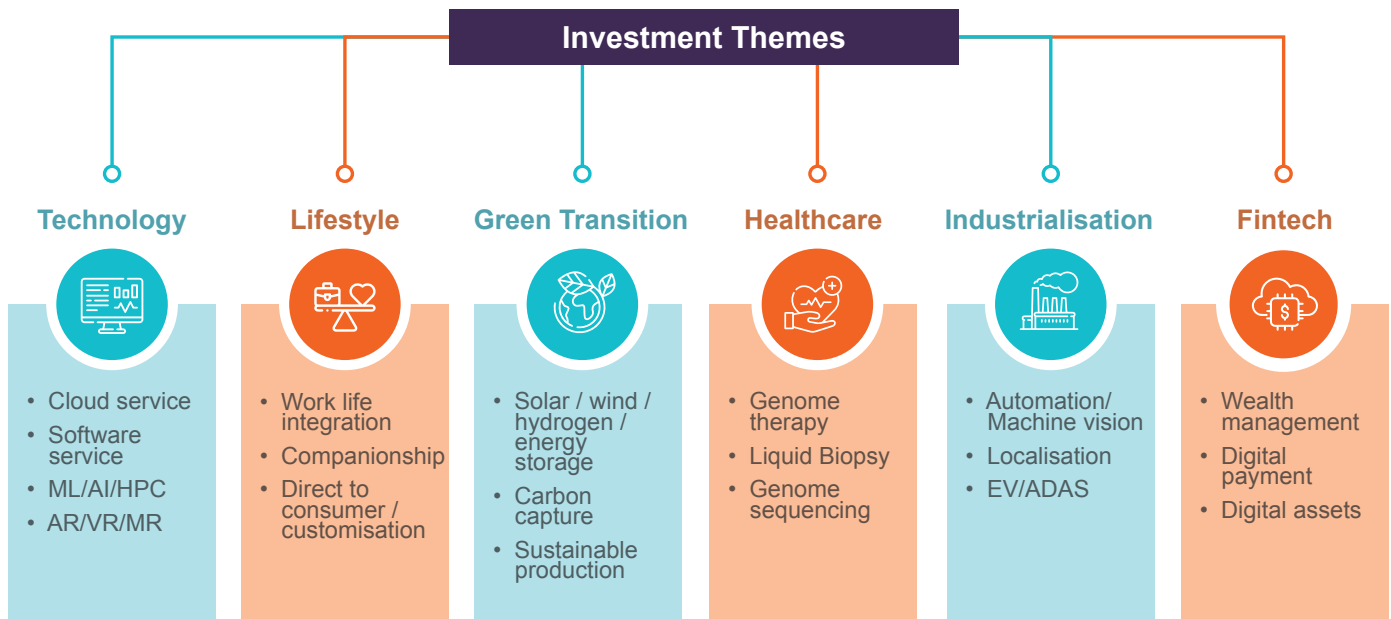 Investment Themes
Technology
• Cloud service
• Software
service
• ML/AI/HPC
• AR/VR/MR
Lifestyle
• Work life
integration
• Companionship
• Direct to
consumer /
customisation
Green Transition
• Solar / wind /
hydrogen /
energy
storage
• Carbon
capture
• Sustainable
production
Healthcare
• Genome
therapy
• Liquid Biopsy
• Genome
sequencing
Industrialisation
• Automation/
Machine vision
• Localisation
• EV/ADAS
Fintech
$
• Wealth
management
• Digital
payment
• Digital assets